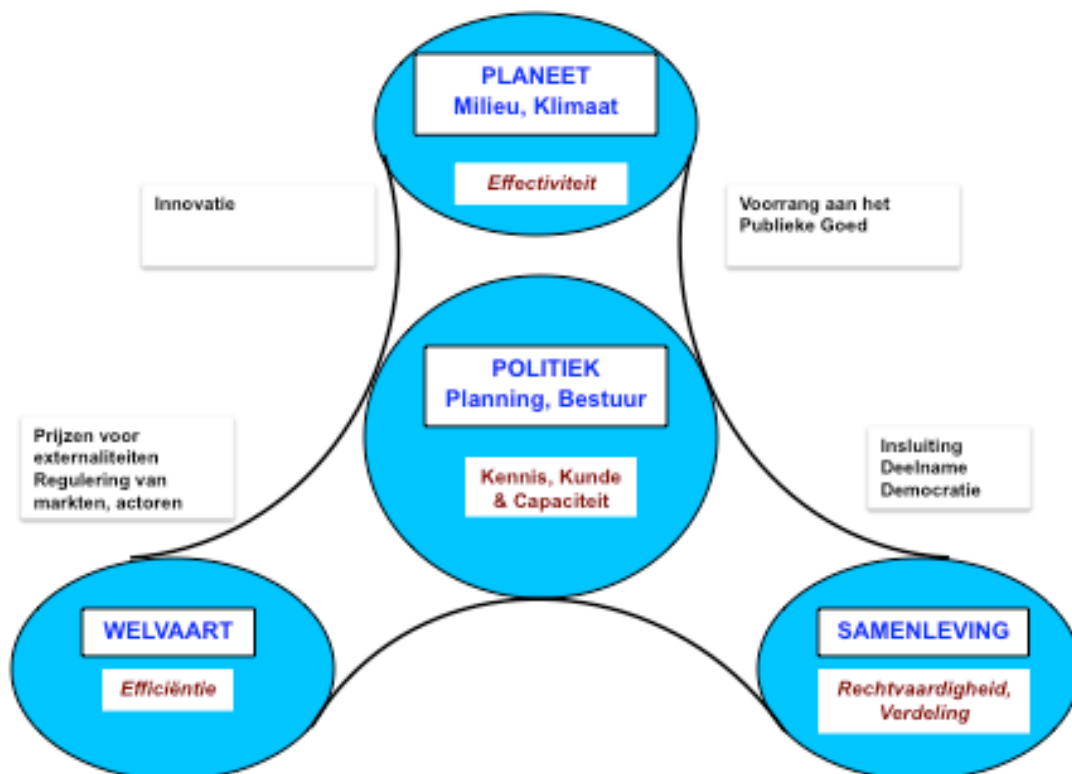 PLANEET
Milieu, Klimaat
Effectiviteit
Innovatie
Voorrang aan het
Publieke Goed
POLITIEK
Planning, Bestuur
Kennis, Kunde
& Capaciteit
Prijzen voor
externaliteiten
Regulering van
markten, actoren
Insluiting
Deelname
Democratie
WELVAART
Efficiëntie
SAMENLEVING
Rechtvaardigheid,
Verdeling